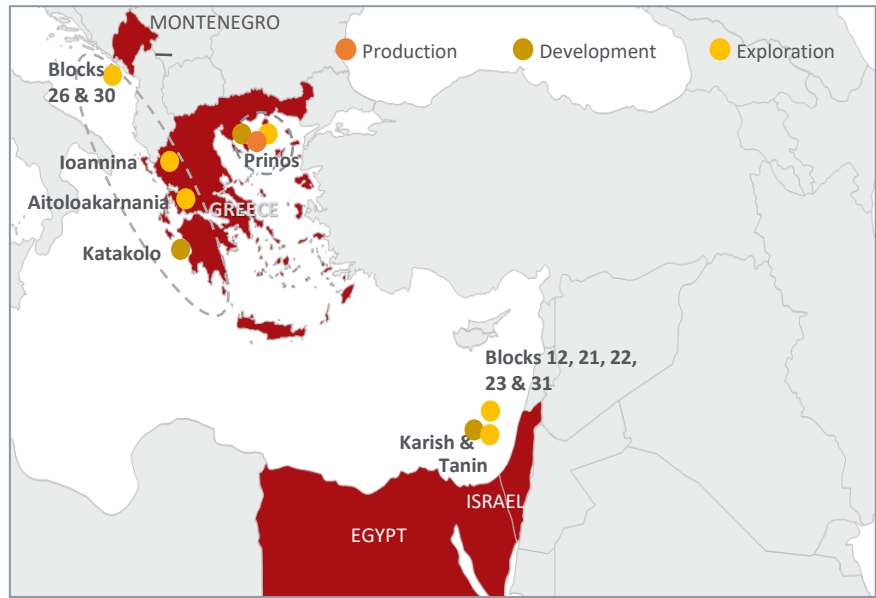 MONTENEGRO
Production
Development
Exploration
Blocks
26 & 30
Ioannina
Prinos
Aitoloakarnania
GREECE
Katakolo
Blocks 12, 21, 22,
23 & 31
Karish &
Tanin
ISRAEL
EGYPT